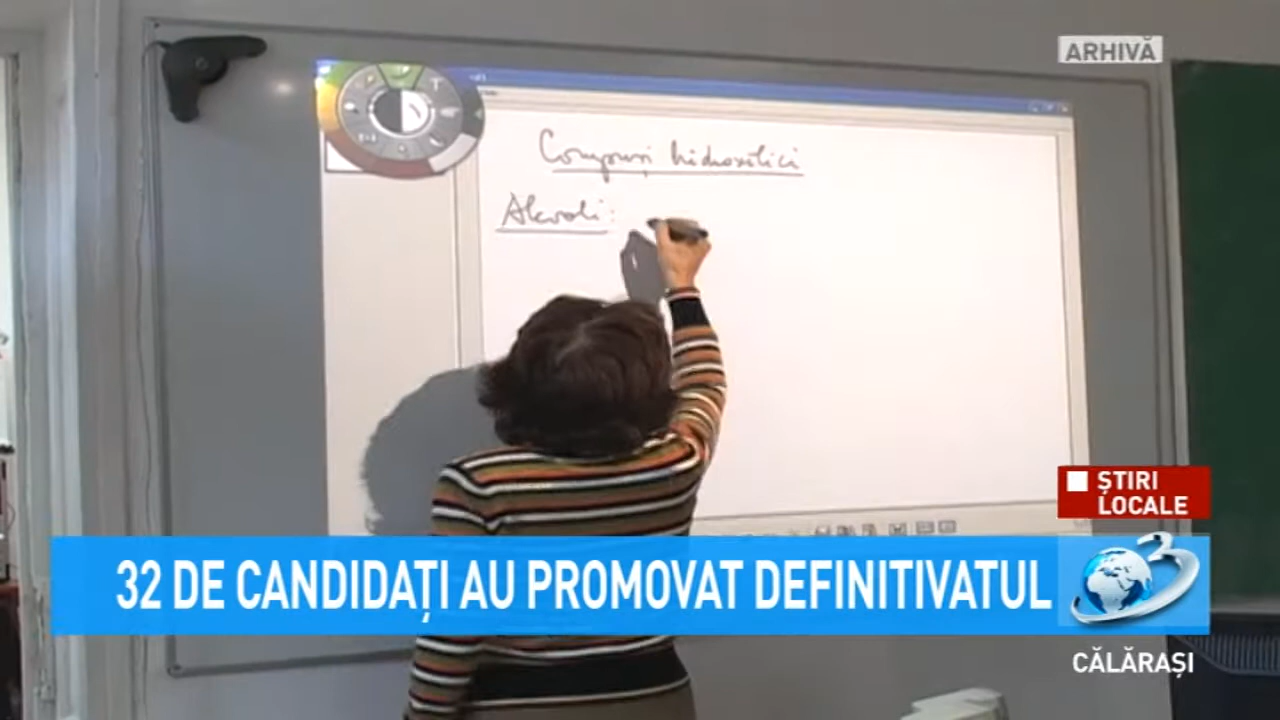 ARHIVĂ
Compuși hidroxilici
Alcooli:
ȘTIRI
LOCALE
32 DE CANDIDAȚI AU PROMOVAT DEFINITIVATUL
3
CĂLĂRAȘI